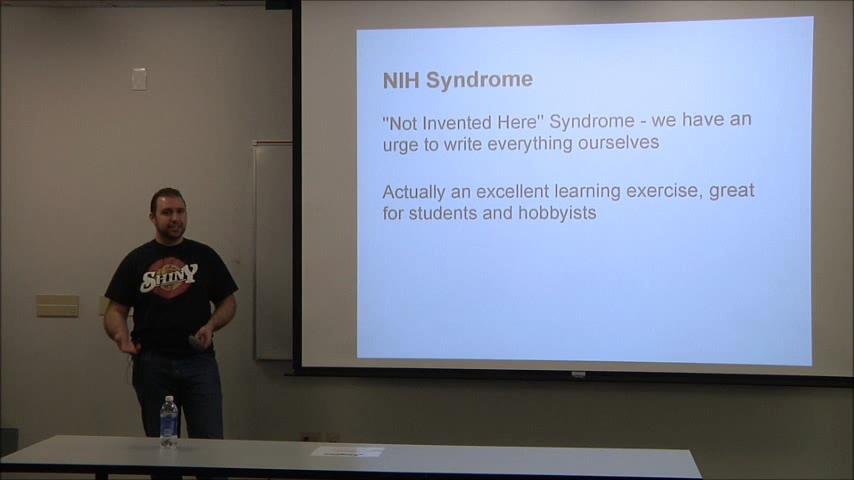 NIH Syndrome
"Not Invented Here" Syndrome - we have an
urge to write everything ourselves
Actually an excellent learning exercise, great
for students and hobbyists
SHINY